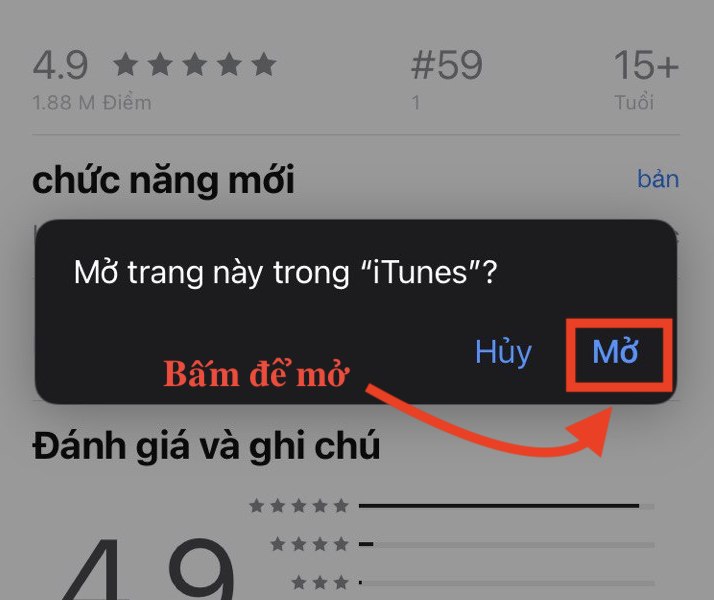 4.9 ★★★★★ #59 15+
1.88 M Điểm 1 Tuổi
chức năng mới bản
Mở trang này trong “iTunes”?
Hủy Mở
Bấm để mở
Đánh giá và ghi chú
★★★★★
★★★★
4.9
★★★